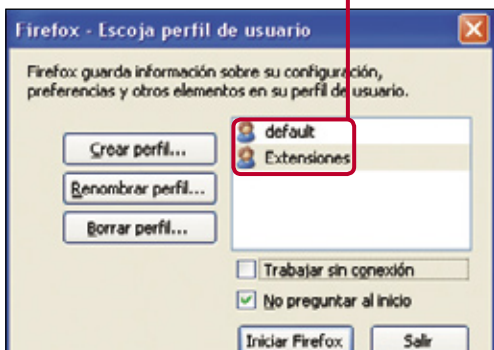 Firefox - Escoja perfil de usuario
Firefox guarda información sobre su configuración,
preferencias y otros elementos en su perfil de usuario.
Crear perfil...
Renombrar perfil...
Borrar perfil...
default
Extensiones
Trabajar sin conexión
No preguntar al inicio
Iniciar Firefox
Salir